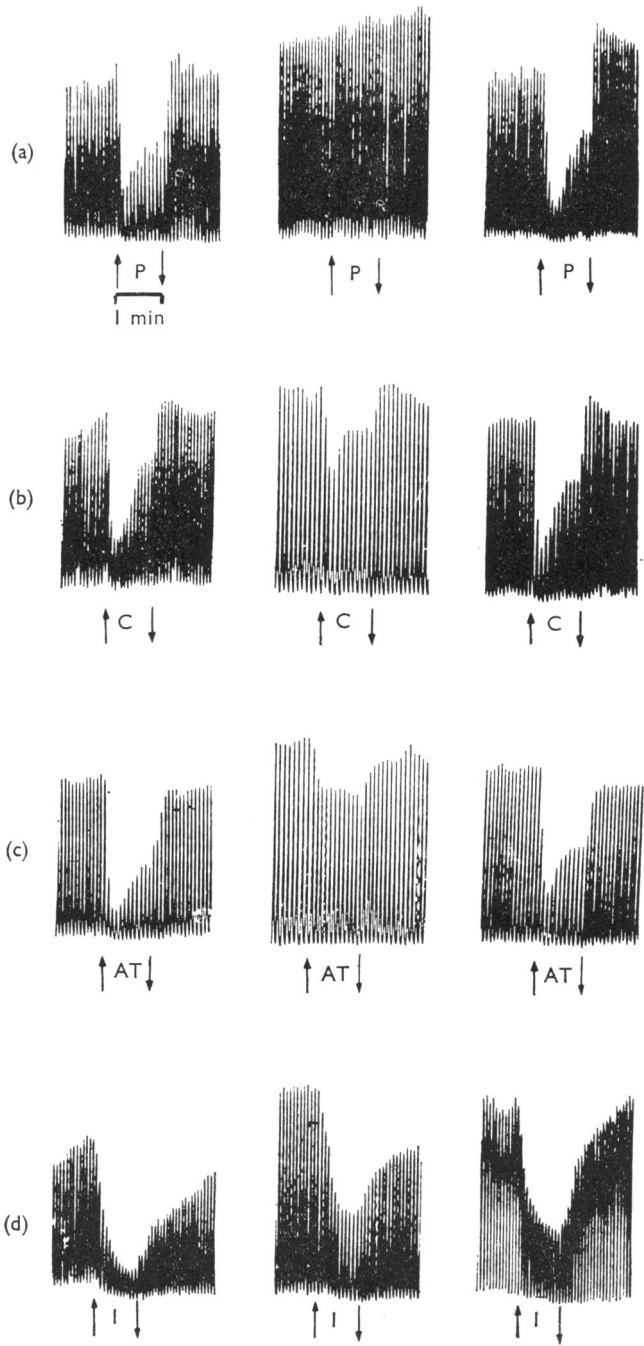 (a)
↑ P ↓ ↑ P ↓ ↑ P ↓
1 min
(b)
↑ C ↓ ↑ C ↓ ↑ C ↓
(c)
↑ AT ↓ ↑ AT ↓ ↑ AT ↓
(d)
↑ I ↓ ↑ I ↓ ↑ I ↓